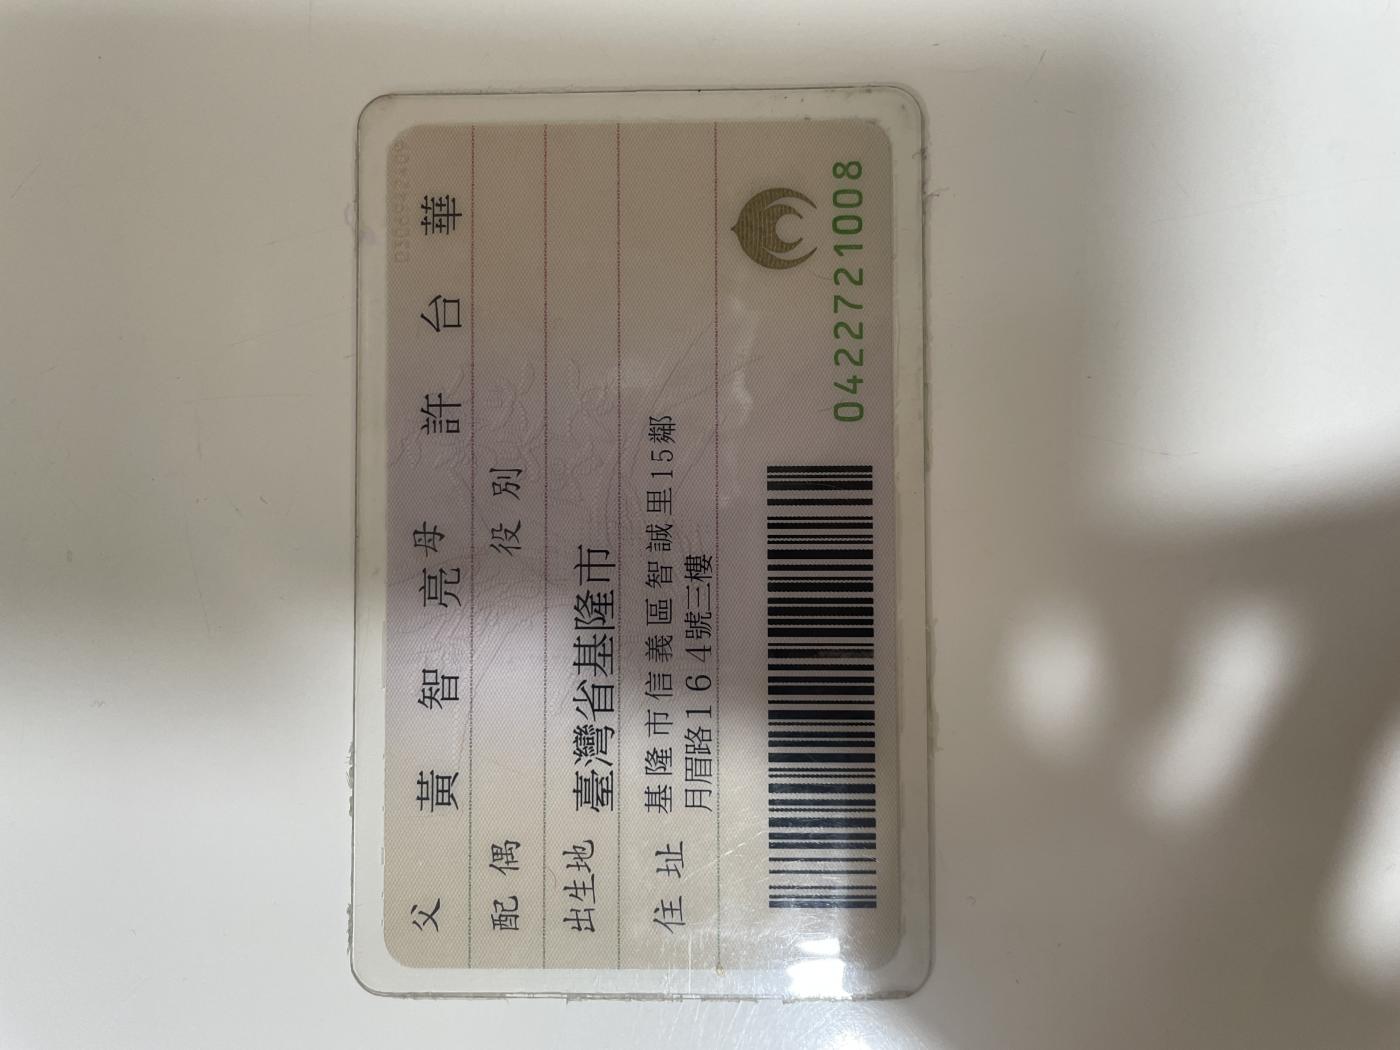 0306942409
父 黃智亮 母 許台華
配偶 役別
出生地 臺灣省基隆市
住址 基隆市信義區智誠里15鄰
月眉路164號三樓
0422721008